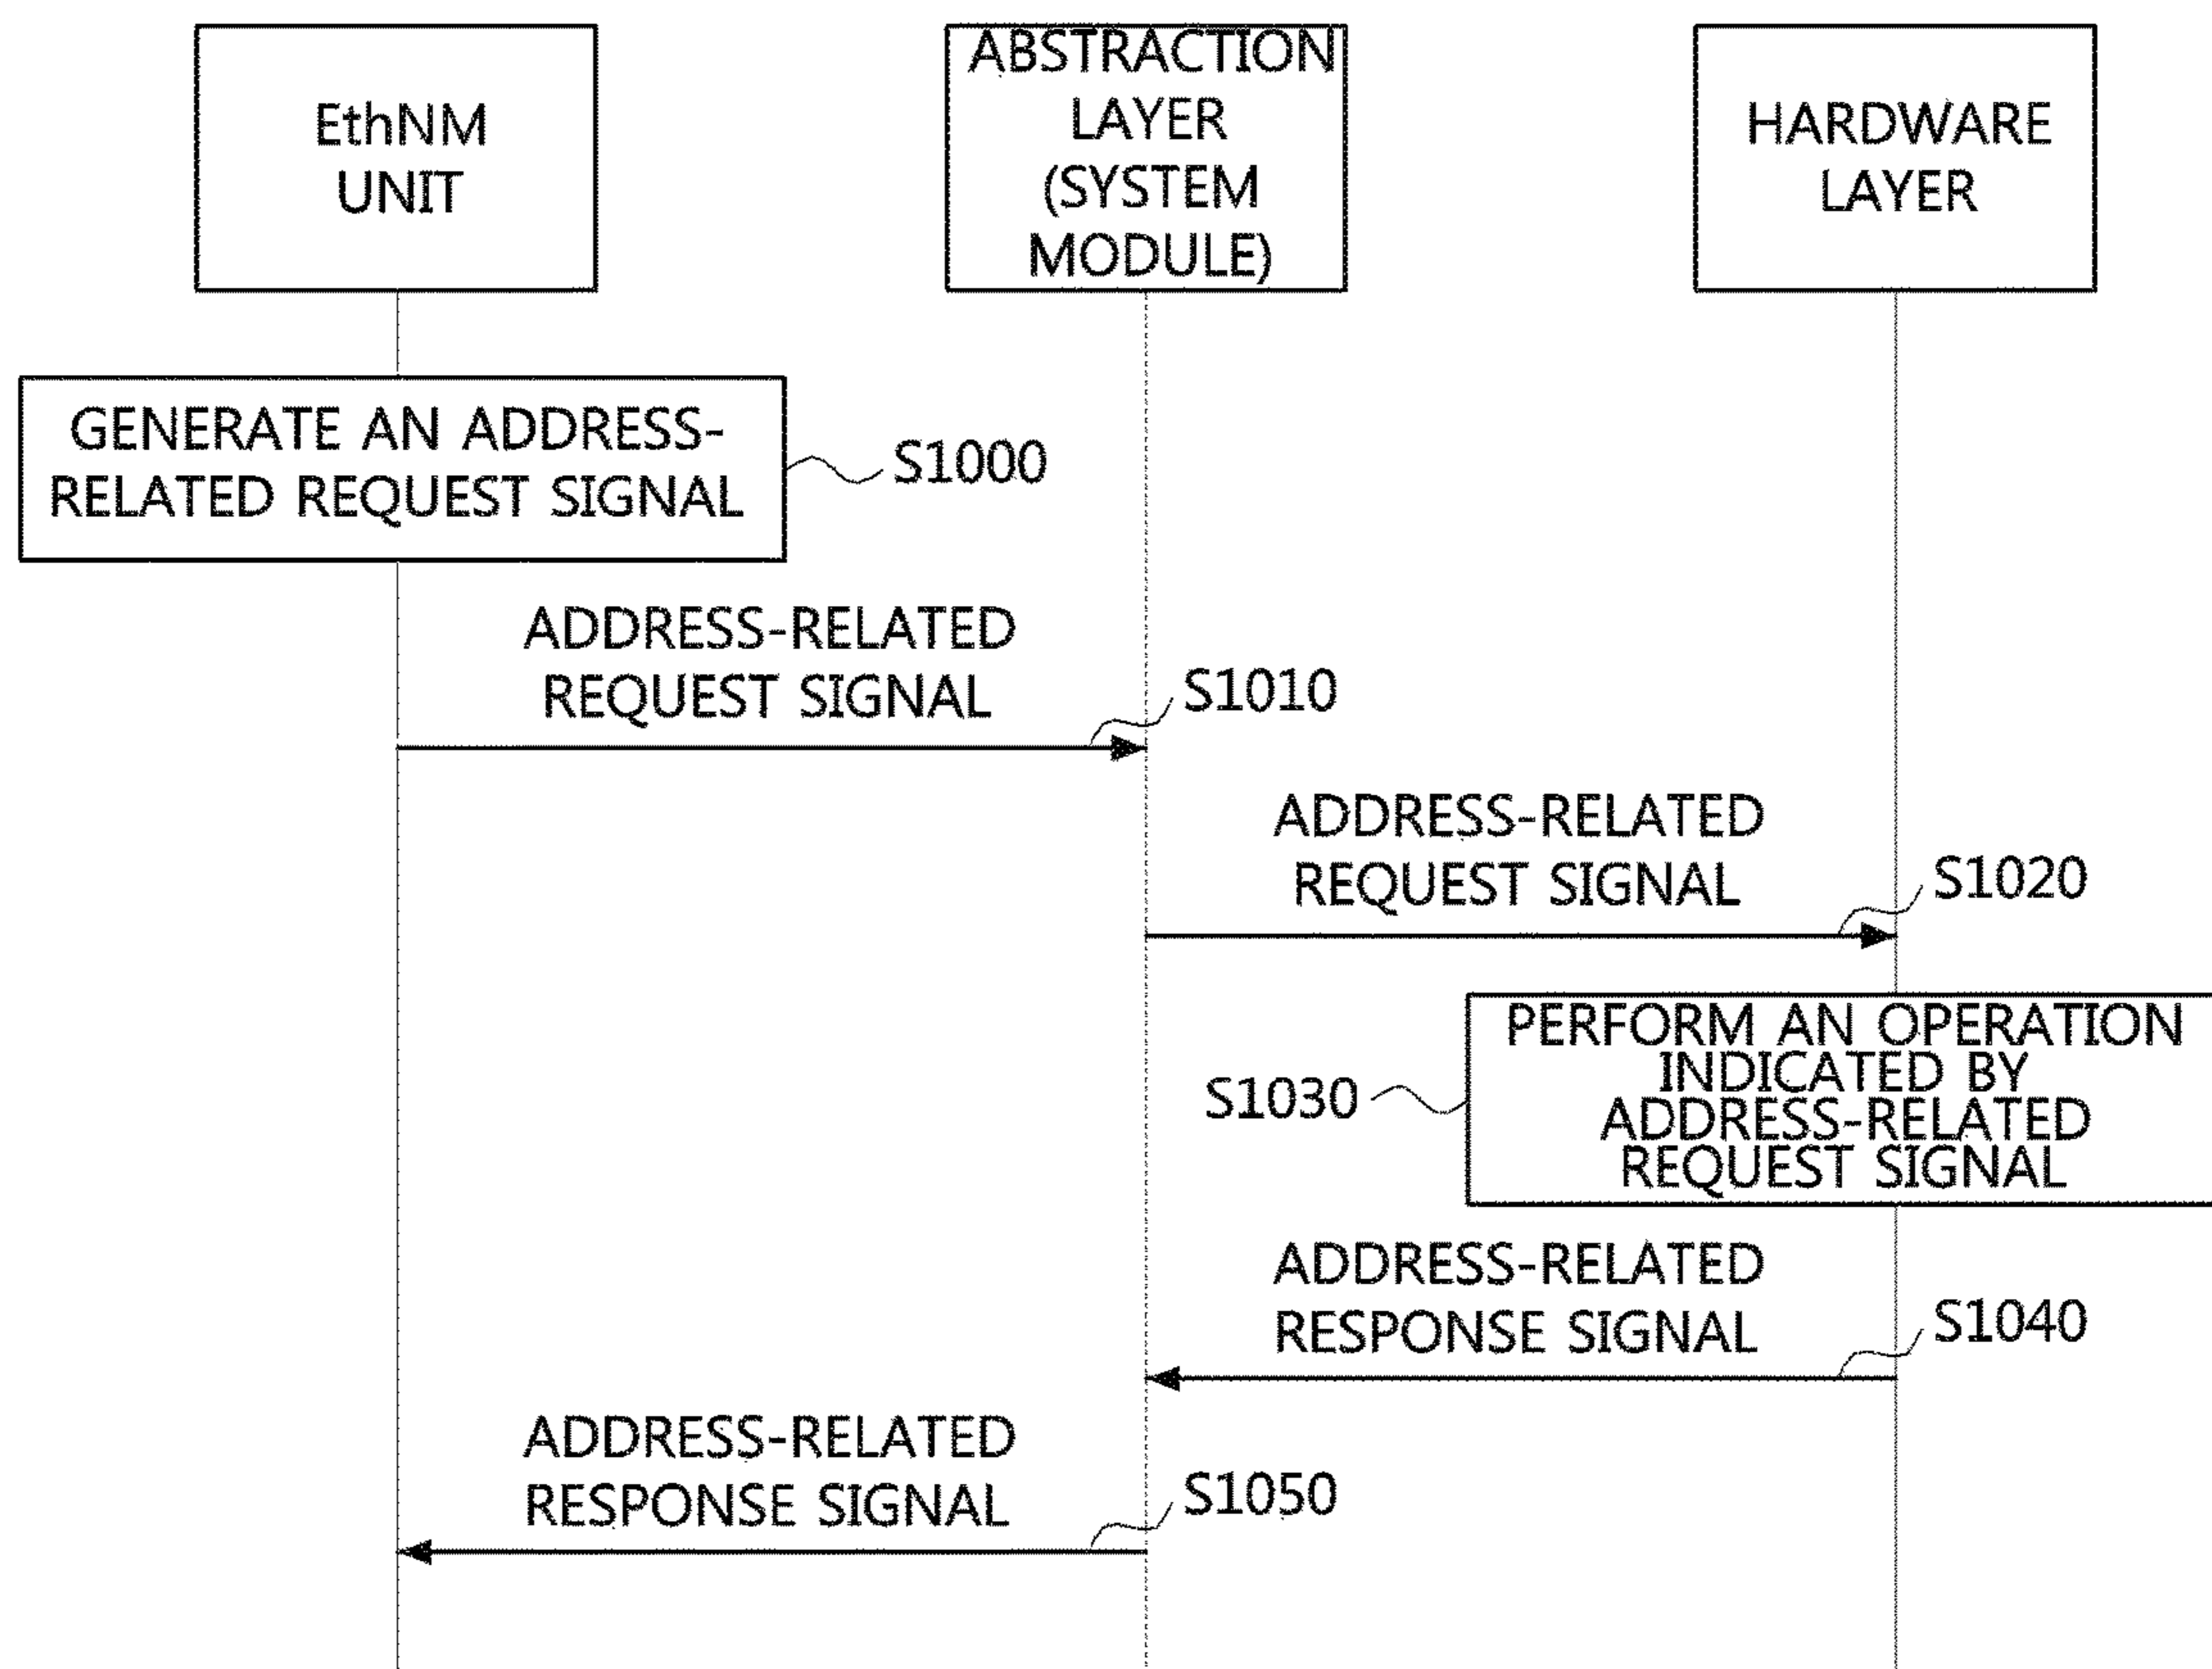 EthNM
UNIT
ABSTRACTION
LAYER
(SYSTEM
MODULE)
HARDWARE
LAYER
GENERATE AN ADDRESS-
RELATED REQUEST SIGNAL
S1000
ADDRESS-RELATED
REQUEST SIGNAL
S1010
ADDRESS-RELATED
REQUEST SIGNAL
S1020
PERFORM AN OPERATION
INDICATED BY
ADDRESS-RELATED
REQUEST SIGNAL
S1030
ADDRESS-RELATED
RESPONSE SIGNAL
S1040
ADDRESS-RELATED
RESPONSE SIGNAL
S1050